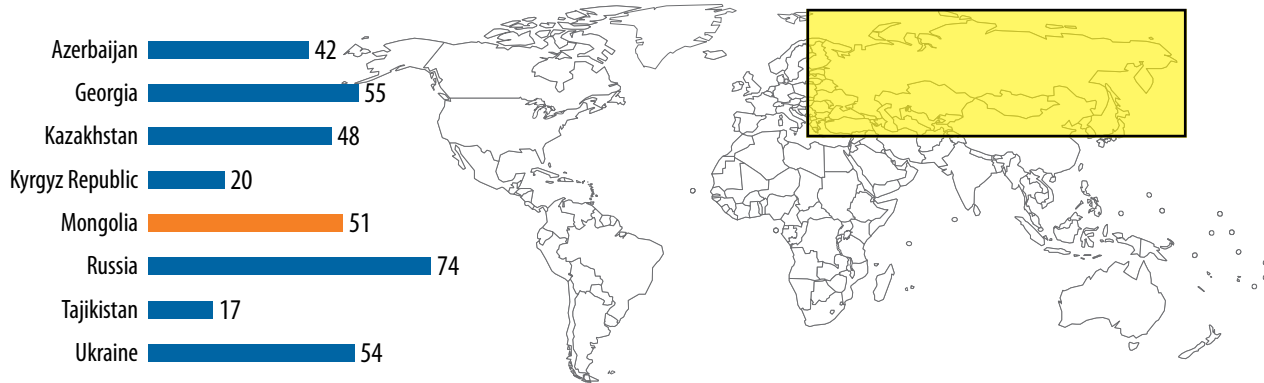 Azerbaijan 42
Georgia 55
Kazakhstan 48
Kyrgyz Republic 20
Mongolia 51
Russia 74
Tajikistan 17
Ukraine 54